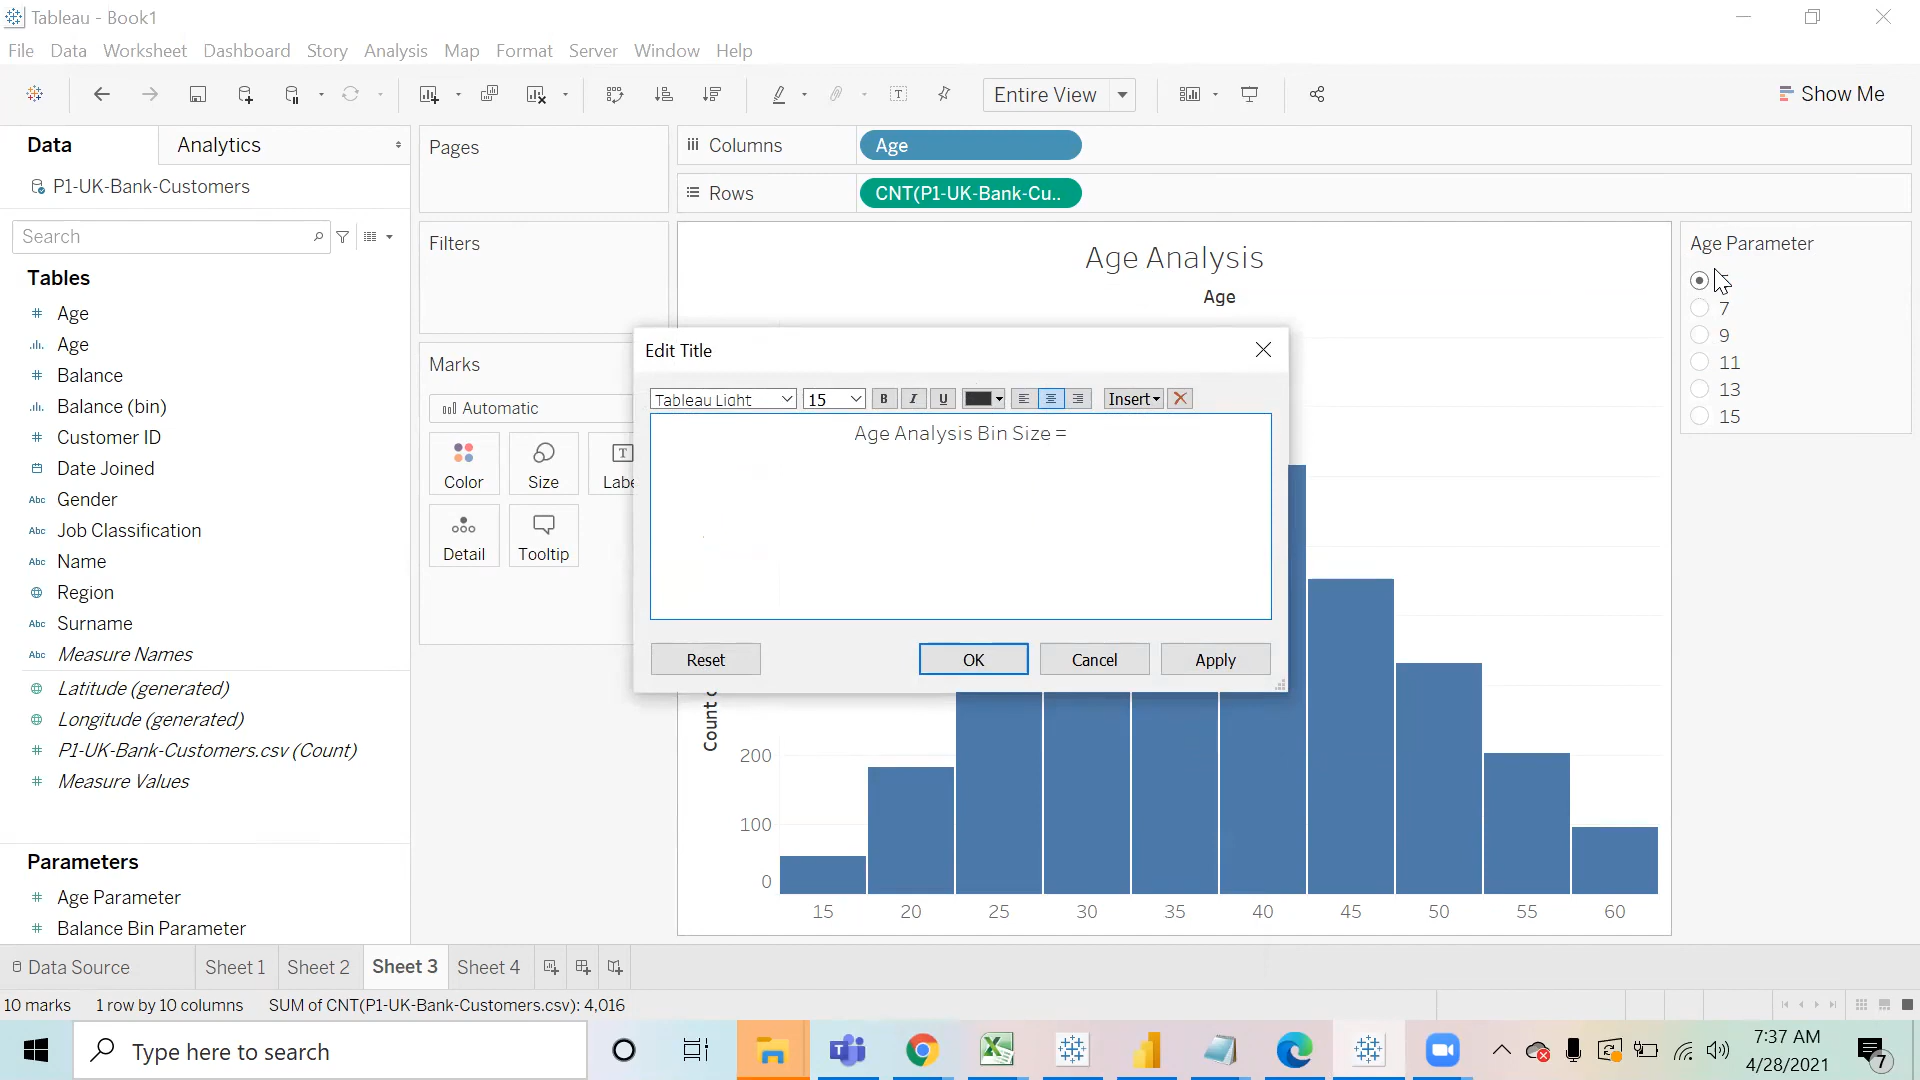 Tableau - Book1
File Data Worksheet Dashboard Story Analysis Map Format Server Window Help
Entire View
Show Me
Data
Analytics
P1-UK-Bank-Customers
Search
Tables
Age
Age
Balance
Balance (bin)
Customer ID
Date Joined
Gender
Job Classification
Name
Region
Surname
Measure Names
Latitude (generated)
Longitude (generated)
P1-UK-Bank-Customers.csv (Count)
Measure Values
Parameters
Age Parameter
Balance Bin Parameter
Pages
Filters
Marks
Automatic
Color
Size
Detail
Tooltip
Columns
Age
Rows
CNT(P1-UK-Bank-Cu..
Age Analysis
Age
Edit Title
Tableau Light
15
B
I
U
Insert
Age Analysis Bin Size =
Reset
OK
Cancel
Apply
Count
200
100
0
15 20 25 30 35 40 45 50 55 60
Age Parameter
7
9
11
13
15
Data Source
Sheet 1
Sheet 2
Sheet 3
Sheet 4
10 marks
1 row by 10 columns
SUM of CNT(P1-UK-Bank-Customers.csv): 4,016
Type here to search
7:37 AM
4/28/2021
7